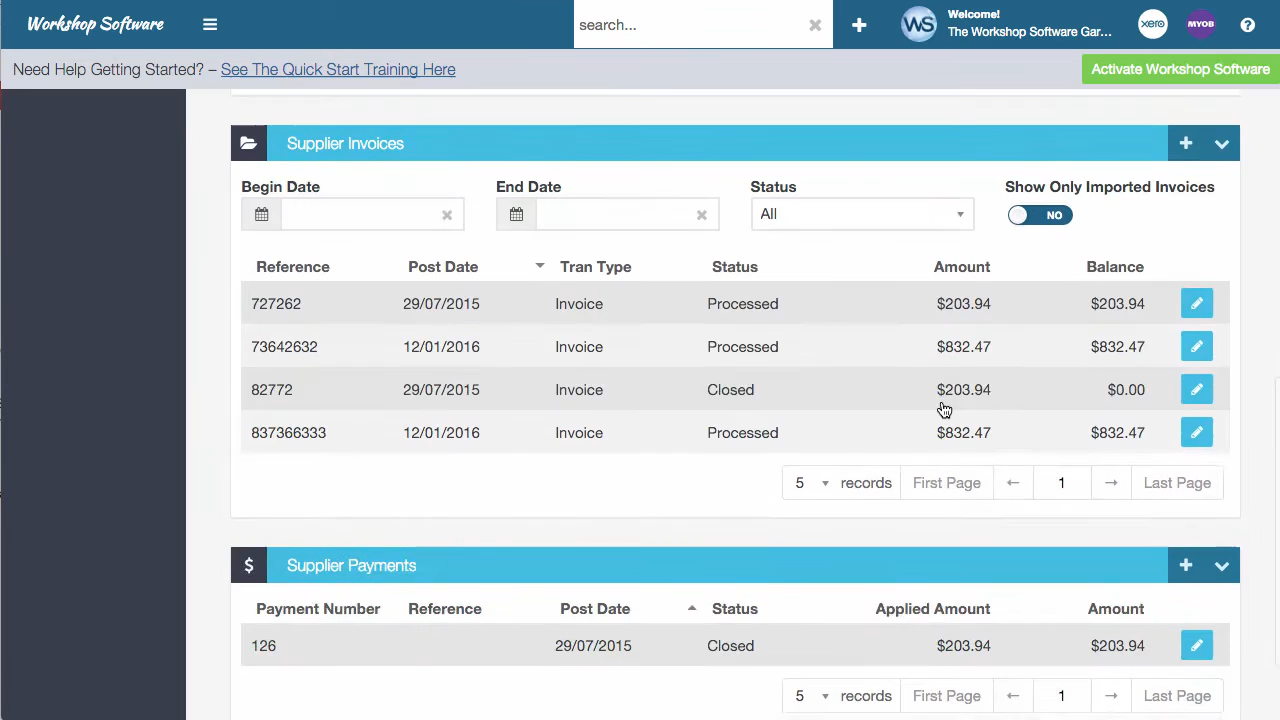 Workshop Software
search...
WS
Welcome!
The Workshop Software Gar...
xero
MYOB
Need Help Getting Started? – See The Quick Start Training Here
Activate Workshop Software
Supplier Invoices
Begin Date
End Date
Status
Show Only Imported Invoices
All
NO
Reference Post Date Tran Type Status Amount Balance
727262 29/07/2015 Invoice Processed $203.94 $203.94
73642632 12/01/2016 Invoice Processed $832.47 $832.47
82772 29/07/2015 Invoice Closed $203.94 $0.00
837366333 12/01/2016 Invoice Processed $832.47 $832.47
5 records First Page ← 1 → Last Page
$ Supplier Payments
Payment Number Reference Post Date Status Applied Amount Amount
126 29/07/2015 Closed $203.94 $203.94
5 records First Page ← 1 → Last Page